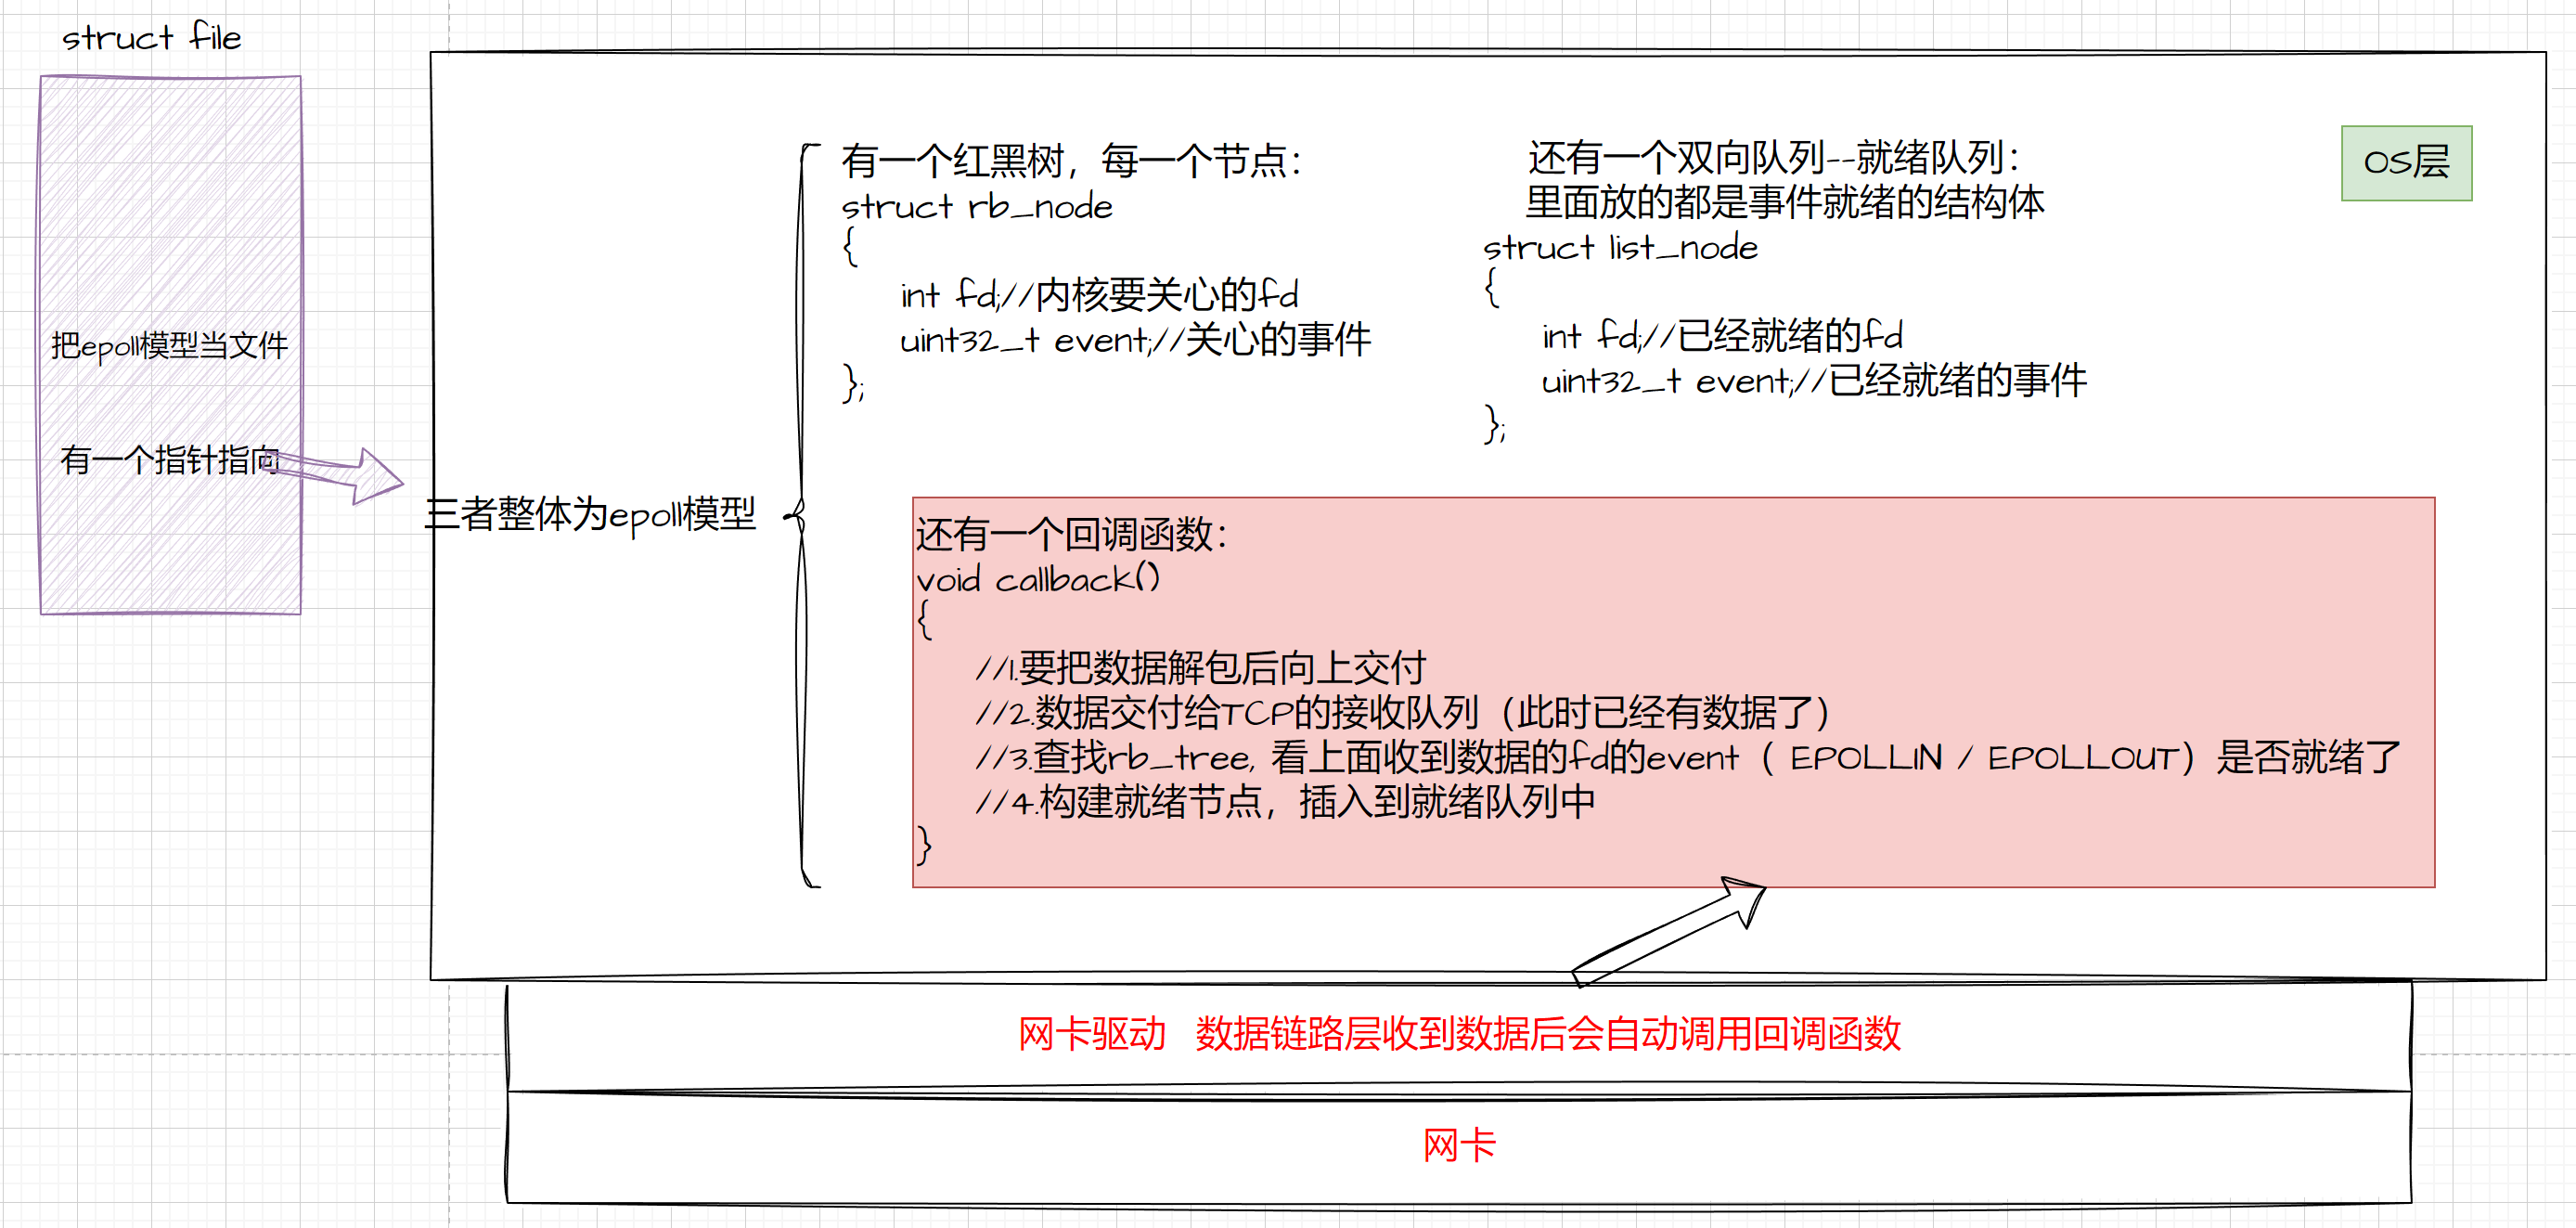 struct file
把epoll模型当文件
有一个指针指向
三者整体为epoll模型
有一个红黑树，每一个节点：
struct rb_node
{
int fd;//内核要关心的fd
uint32_t event;//关心的事件
};
还有一个双向队列--就绪队列：
里面放的都是事件就绪的结构体
struct list_node
{
int fd;//已经就绪的fd
uint32_t event;//已经就绪的事件
};
OS层
还有一个回调函数：
void callback()
{
//1.要把数据解包后向上交付
//2.数据交付给TCP的接收队列（此时已经有数据了）
//3.查找rb_tree, 看上面收到数据的fd的event（ EPOLLIN / EPOLLOUT）是否就绪了
//4.构建就绪节点，插入到就绪队列中
}
网卡驱动 数据链路层收到数据后会自动调用回调函数
网卡